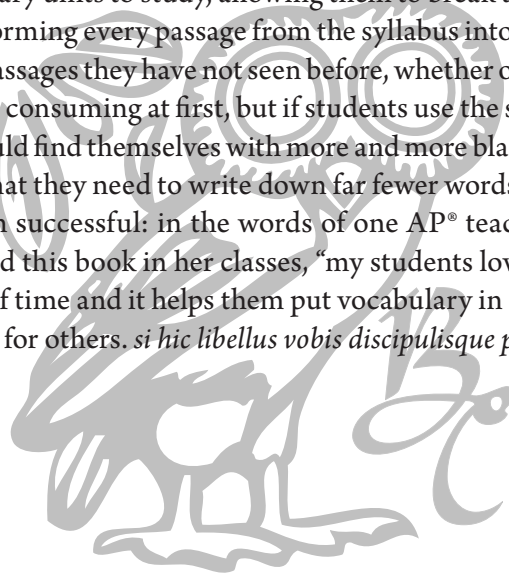 ary units to study, allowing them to break
orming every passage from the syllabus into
assages they have not seen before, whether
consuming at first, but if students use the s
uld find themselves with more and more bla
hat they need to write down far fewer words
n successful: in the words of one AP® teac
d this book in her classes, “my students lov
f time and it helps them put vocabulary in
for others. si hic libellus vobis discipulisque p